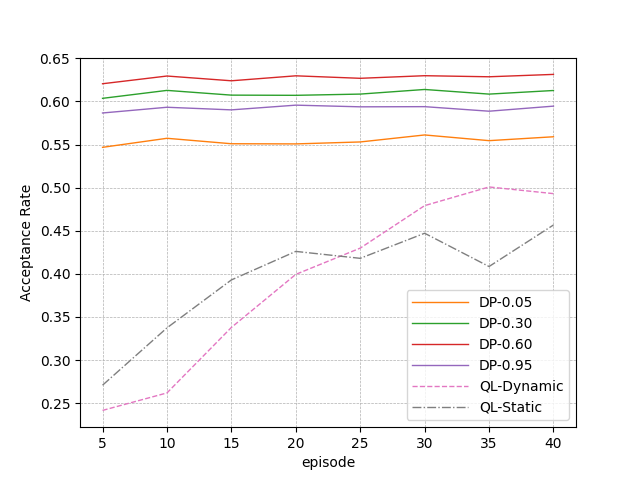 0.65
0.60
0.55
0.50
0.45
0.40
0.35
0.30
0.25
Acceptance Rate
DP-0.05
DP-0.30
DP-0.60
DP-0.95
QL-Dynamic
QL-Static
5 10 15 20 25 30 35 40
episode